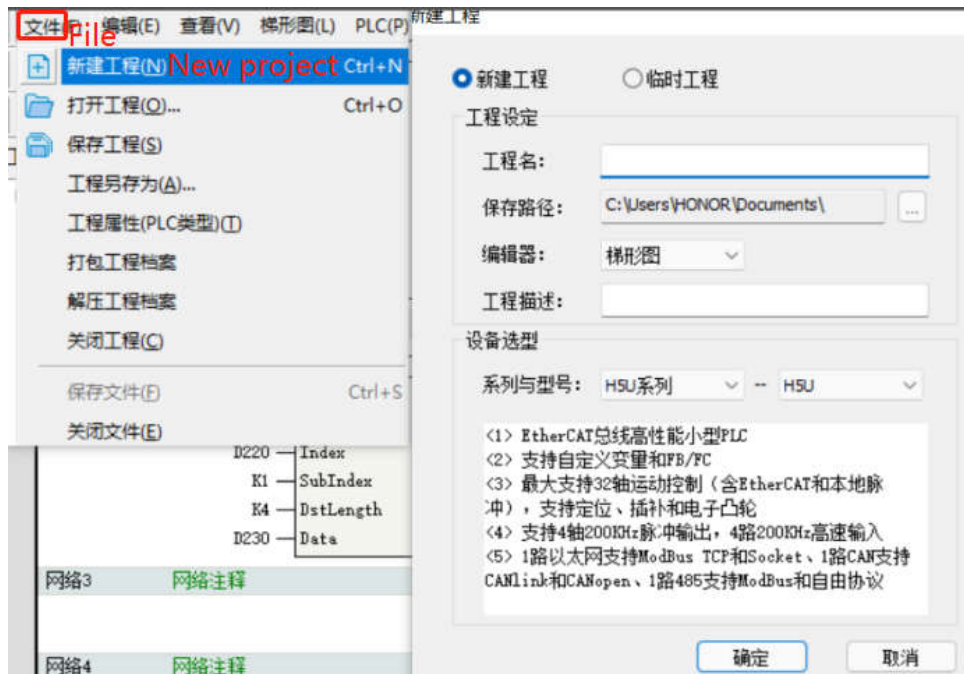 文件(F) 编辑(E) 查看(V) 梯形图(L) PLC(P)
File
新建工程(N) New project Ctrl+N
打开工程(O)... Ctrl+O
保存工程(S)
工程另存为(A)...
工程属性(PLC类型)(T)
打包工程档案
解压工程档案
关闭工程(C)
保存文件(F) Ctrl+S
关闭文件(E)
D220 Index
K1 SubIndex
K4 DstLength
D230 Data
网络3 网络注释
网络4 网络注释
新建工程
新建工程 临时工程
工程设定
工程名:
保存路径: C:\Users\HONOR\Documents\ ...
编辑器: 梯形图
工程描述:
设备选型
系列与型号: H5U系列 -- H5U
<1> EtherCAT总线高性能小型PLC
<2> 支持自定义变量和FB/FC
<3> 最大支持32轴运动控制（含EtherCAT和本地脉
冲），支持定位、插补和电子凸轮
<4> 支持4轴200KHz脉冲输出，4路200KHz高速输入
<5> 1路以太网支持ModBus TCP和Socket、1路CAN支持
CANlink和CANopen、1路485支持ModBus和自由协议
确定 取消